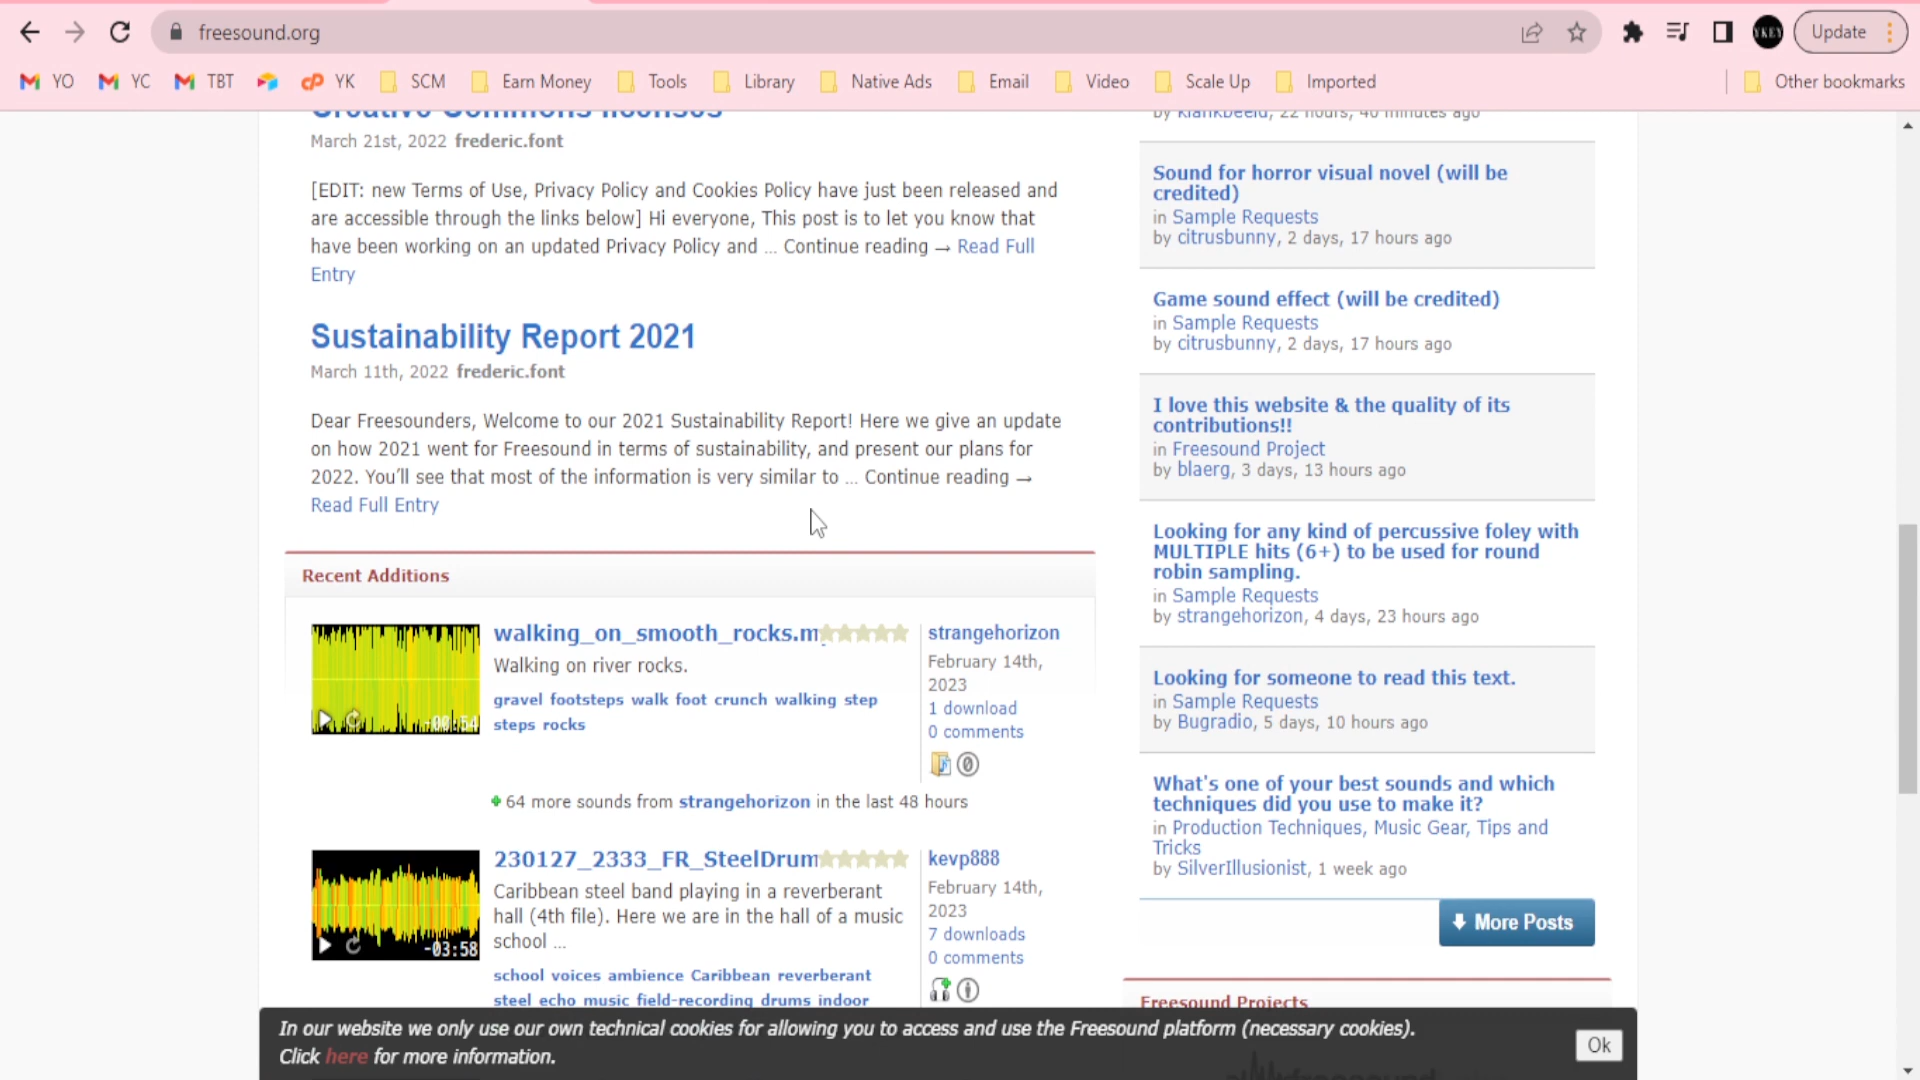 freesound.org
YKEY
Update
YO
YC
TBT
YK
SCM
Earn Money
Tools
Library
Native Ads
Email
Video
Scale Up
Imported
Other bookmarks
Creative Commons licenses
March 21st, 2022 frederic.font
[EDIT: new Terms of Use, Privacy Policy and Cookies Policy have just been released and
are accessible through the links below] Hi everyone, This post is to let you know that
have been working on an updated Privacy Policy and ... Continue reading → Read Full
Entry
Sustainability Report 2021
March 11th, 2022 frederic.font
Dear Freesounders, Welcome to our 2021 Sustainability Report! Here we give an update
on how 2021 went for Freesound in terms of sustainability, and present our plans for
2022. You'll see that most of the information is very similar to ... Continue reading →
Read Full Entry
Recent Additions
walking_on_smooth_rocks.m
Walking on river rocks.
gravel footsteps walk foot crunch walking step
steps rocks
-00:54
strangehorizon
February 14th,
2023
1 download
0 comments
64 more sounds from strangehorizon in the last 48 hours
230127_2333_FR_SteelDrum
Caribbean steel band playing in a reverberant
hall (4th file). Here we are in the hall of a music
school ...
school voices ambience Caribbean reverberant
steel echo music field-recording drums indoor
-03:58
kevp888
February 14th,
2023
7 downloads
0 comments
by klankbeeld, 22 hours, 40 minutes ago
Sound for horror visual novel (will be
credited)
in Sample Requests
by citrusbunny, 2 days, 17 hours ago
Game sound effect (will be credited)
in Sample Requests
by citrusbunny, 2 days, 17 hours ago
I love this website & the quality of its
contributions!!
in Freesound Project
by blaerg, 3 days, 13 hours ago
Looking for any kind of percussive foley with
MULTIPLE hits (6+) to be used for round
robin sampling.
in Sample Requests
by strangehorizon, 4 days, 23 hours ago
Looking for someone to read this text.
in Sample Requests
by Bugradio, 5 days, 10 hours ago
What's one of your best sounds and which
techniques did you use to make it?
in Production Techniques, Music Gear, Tips and
Tricks
by SilverIllusionist, 1 week ago
More Posts
Freesound Projects
In our website we only use our own technical cookies for allowing you to access and use the Freesound platform (necessary cookies).
Click here for more information.
Ok